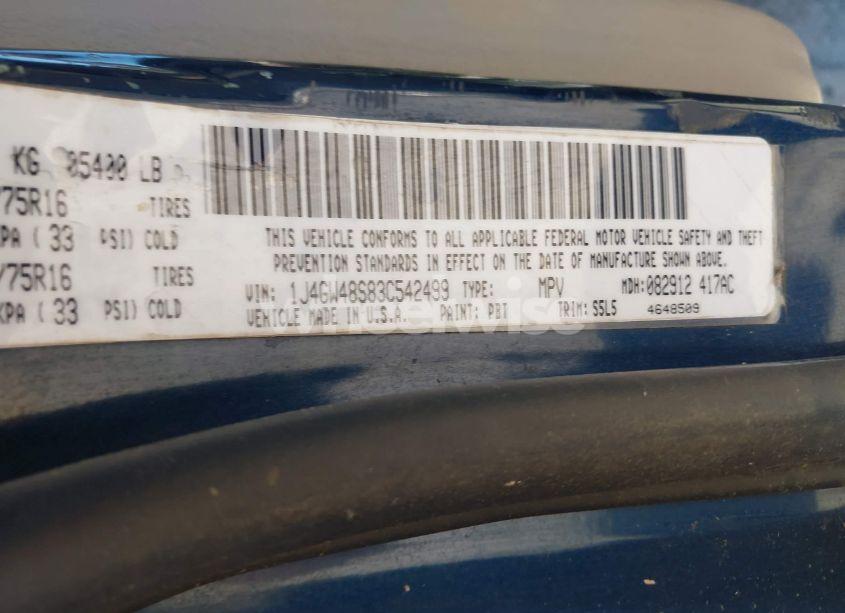 KG 05400 LB
/75R16 TIRES
KPA ( 33 PSI) COLD
/75R16 TIRES
KPA ( 33 PSI) COLD
THIS VEHICLE CONFORMS TO ALL APPLICABLE FEDERAL MOTOR VEHICLE SAFETY AND THEFT
PREVENTION STANDARDS IN EFFECT ON THE DATE OF MANUFACTURE SHOWN ABOVE.
VIN: 1J4GW48S83C542499 TYPE: MPV MDH: 082912 417AC
VEHICLE MADE IN U.S.A. PAINT: PBT TRIM: S5L5 4648509